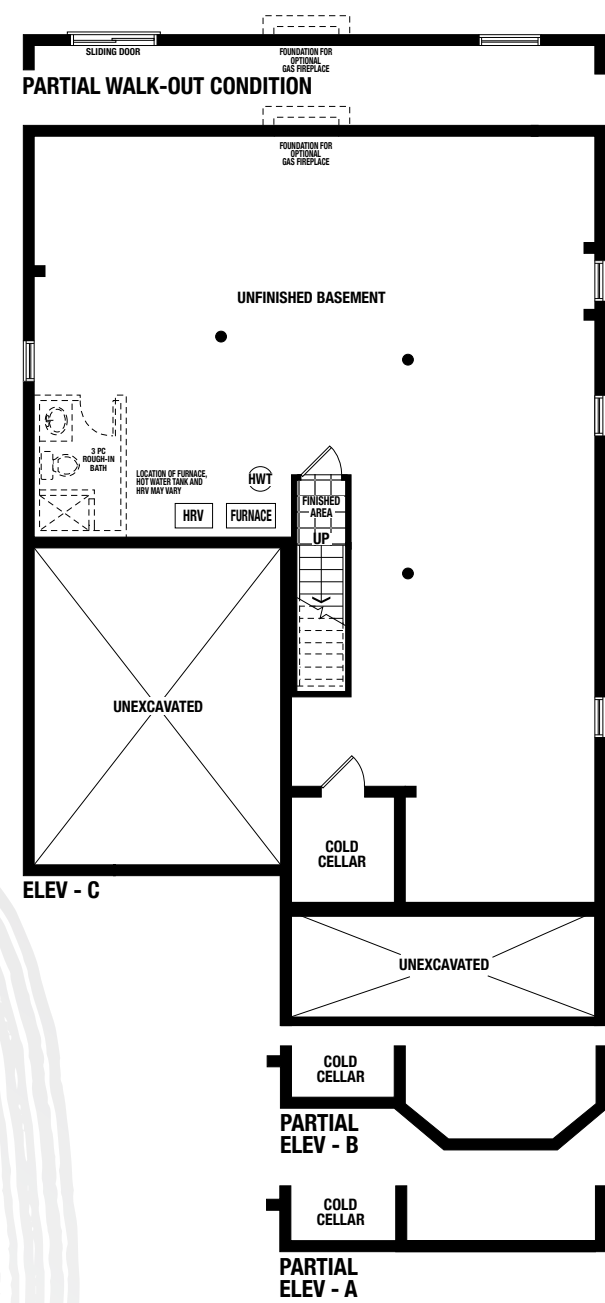 SLIDING DOOR
FOUNDATION FOR
OPTIONAL
GAS FIREPLACE
PARTIAL WALK-OUT CONDITION
FOUNDATION FOR
OPTIONAL
GAS FIREPLACE
UNFINISHED BASEMENT
3 PC
ROUGH-IN
BATH
LOCATION OF FURNACE,
HOT WATER TANK AND
HRV MAY VARY
HWT
HRV
FURNACE
FINISHED
AREA
UP
UNEXCAVATED
COLD
CELLAR
ELEV - C
UNEXCAVATED
COLD
CELLAR
PARTIAL
ELEV - B
COLD
CELLAR
PARTIAL
ELEV - A